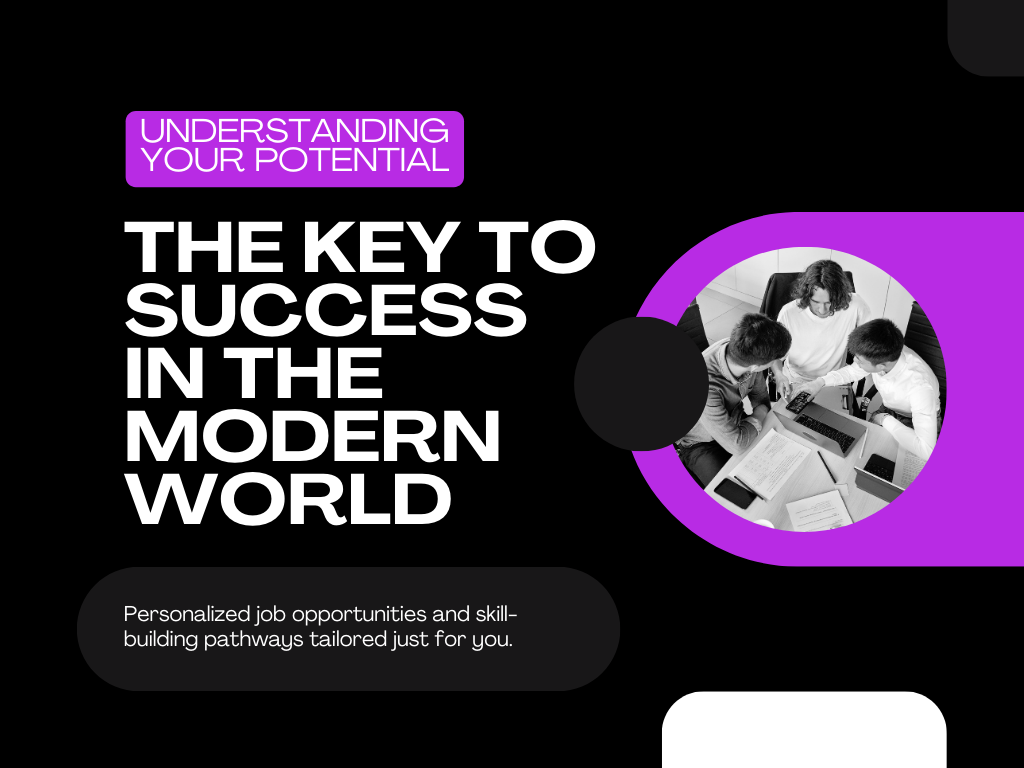 UNDERSTANDING
YOUR POTENTIAL
THE KEY TO
SUCCESS
IN THE
MODERN
WORLD
Personalized job opportunities and skill-
building pathways tailored just for you.